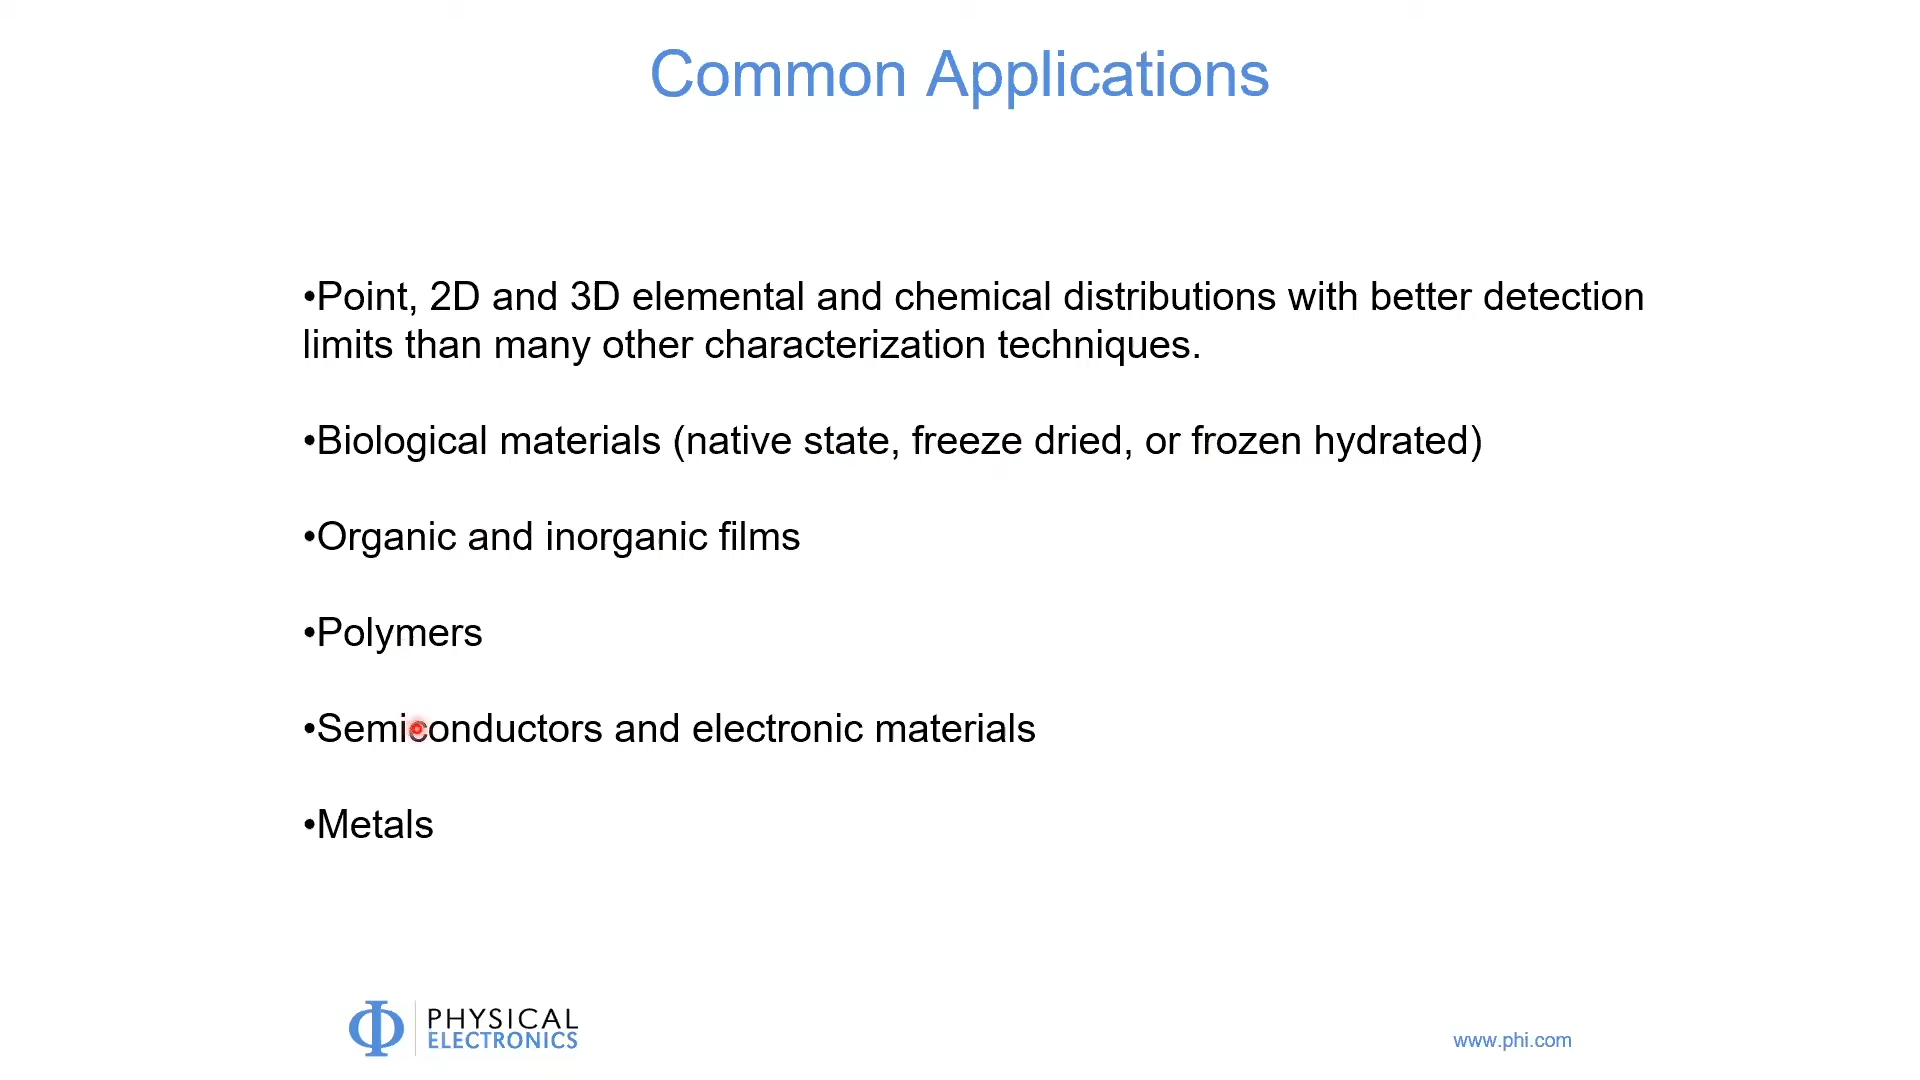 Common Applications
•Point, 2D and 3D elemental and chemical distributions with better detection
limits than many other characterization techniques.
•Biological materials (native state, freeze dried, or frozen hydrated)
•Organic and inorganic films
•Polymers
•Semiconductors and electronic materials
•Metals
Φ PHYSICAL
ELECTRONICS
www.phi.com